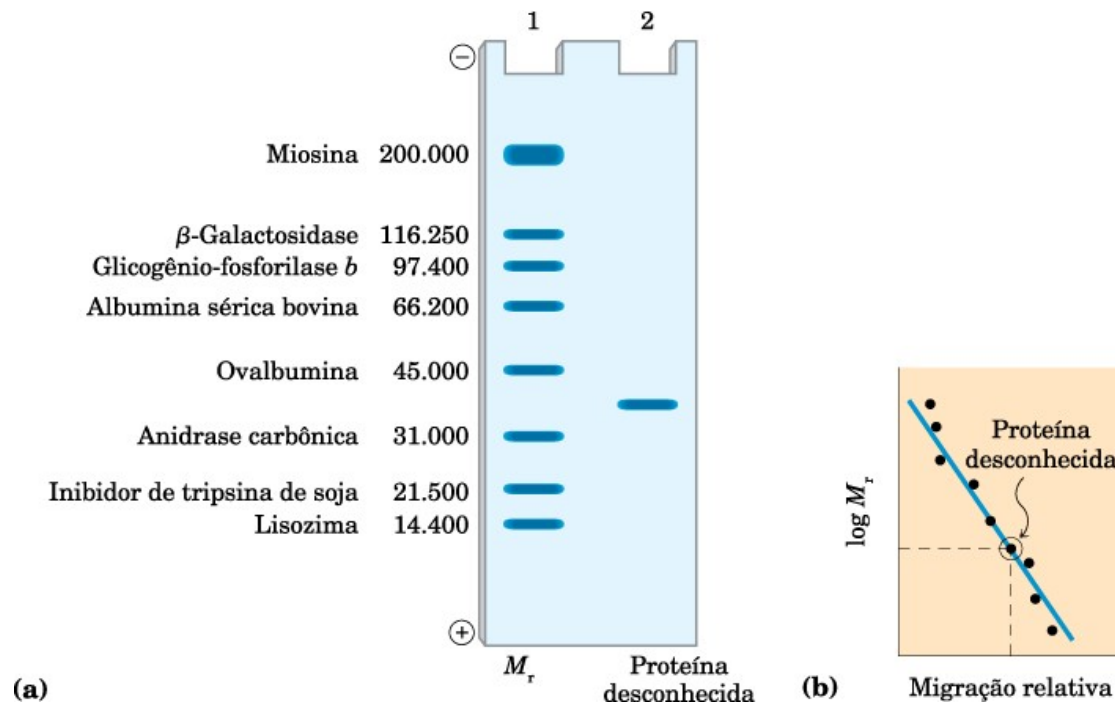 1
2
−
Miosina 200.000
β-Galactosidase 116.250
Glicogênio-fosforilase b 97.400
Albumina sérica bovina 66.200
Ovalbumina 45.000
Anidrase carbônica 31.000
Inibidor de tripsina de soja 21.500
Lisozima 14.400
+
Mr
Proteína
desconhecida
(a)
Proteína
desconhecida
log Mr
Migração relativa
(b)